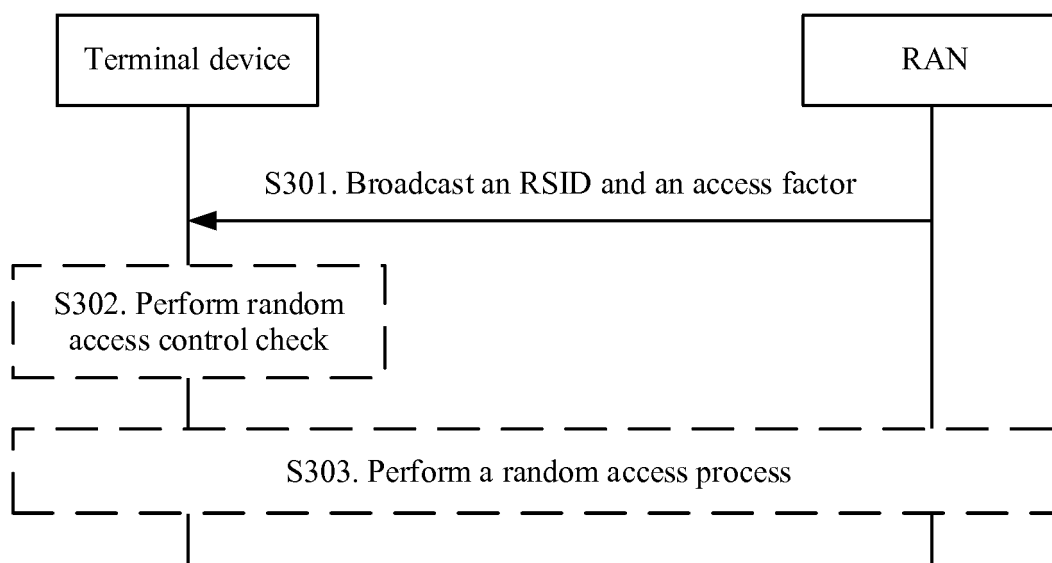 Terminal device
RAN
S301. Broadcast an RSID and an access factor
S302. Perform random
access control check
S303. Perform a random access process